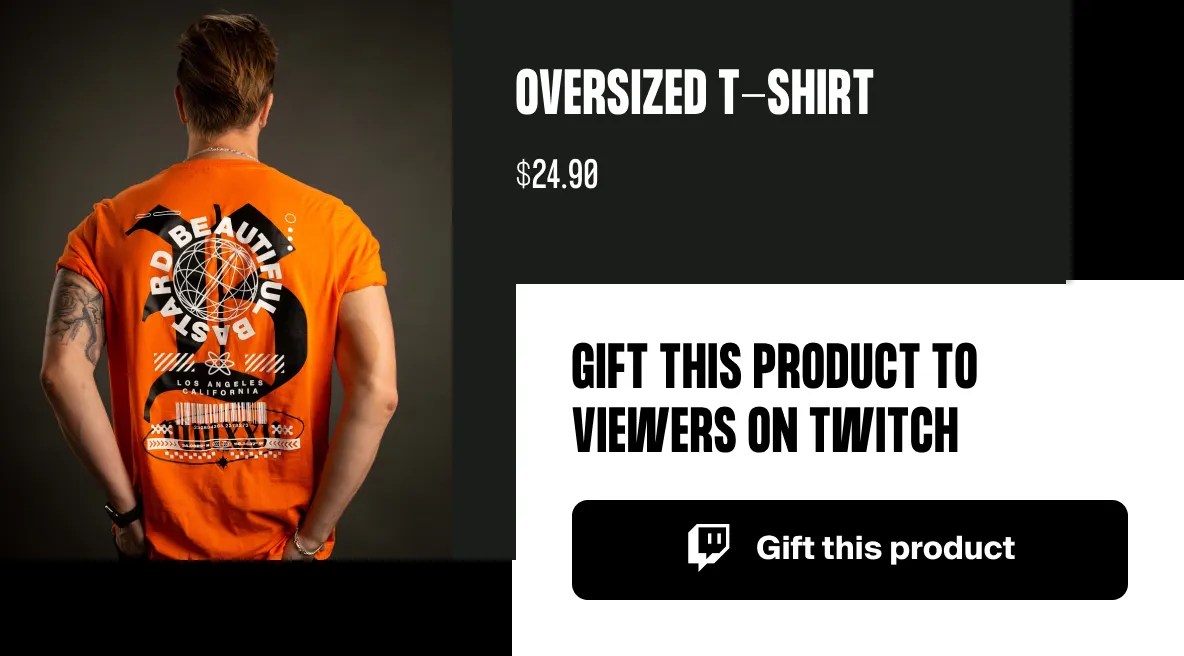 OVERSIZED T-SHIRT
$24.90
BEAUTIFUL BASTARD
LOS ANGELES
CALIFORNIA
GIFT THIS PRODUCT TO
VIEWERS ON TWITCH
Gift this product